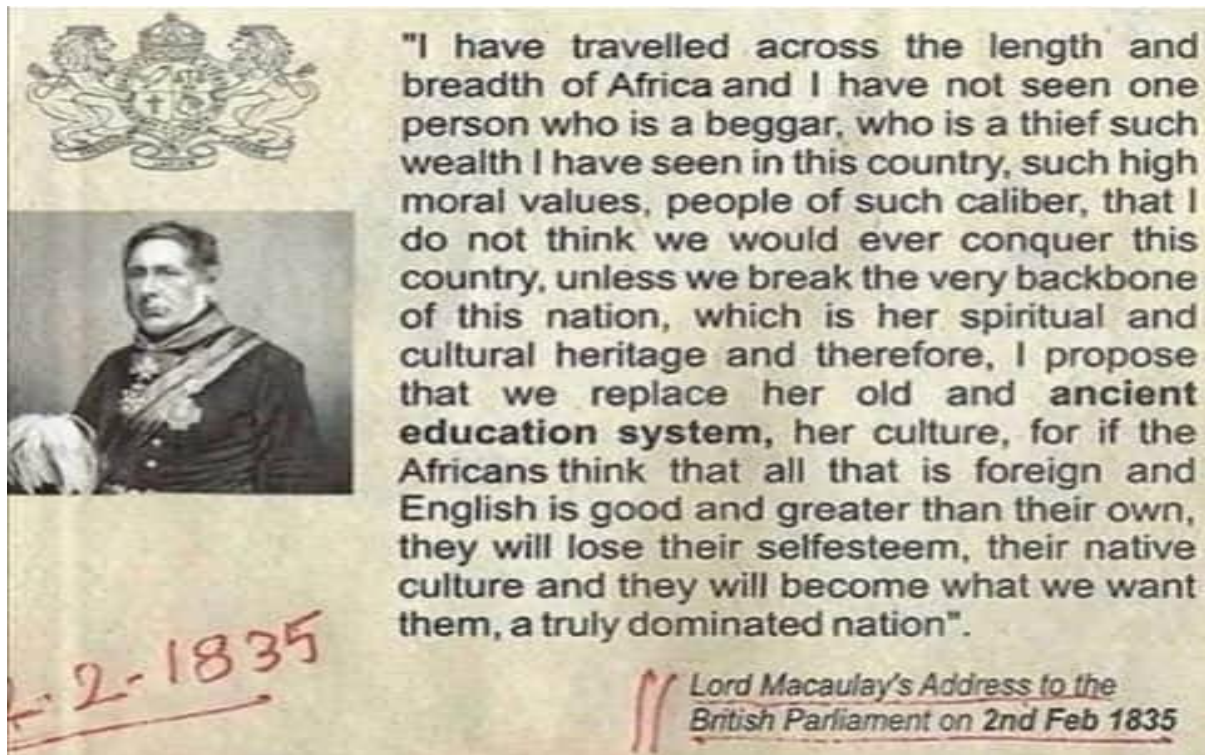 "I have travelled across the length and
breadth of Africa and I have not seen one
person who is a beggar, who is a thief such
wealth I have seen in this country, such high
moral values, people of such caliber, that I
do not think we would ever conquer this
country, unless we break the very backbone
of this nation, which is her spiritual and
cultural heritage and therefore, I propose
that we replace her old and ancient
education system, her culture, for if the
Africans think that all that is foreign and
English is good and greater than their own,
they will lose their selfesteem, their native
culture and they will become what we want
them, a truly dominated nation".
2-1835
Lord Macaulay's Address to the
British Parliament on 2nd Feb 1835